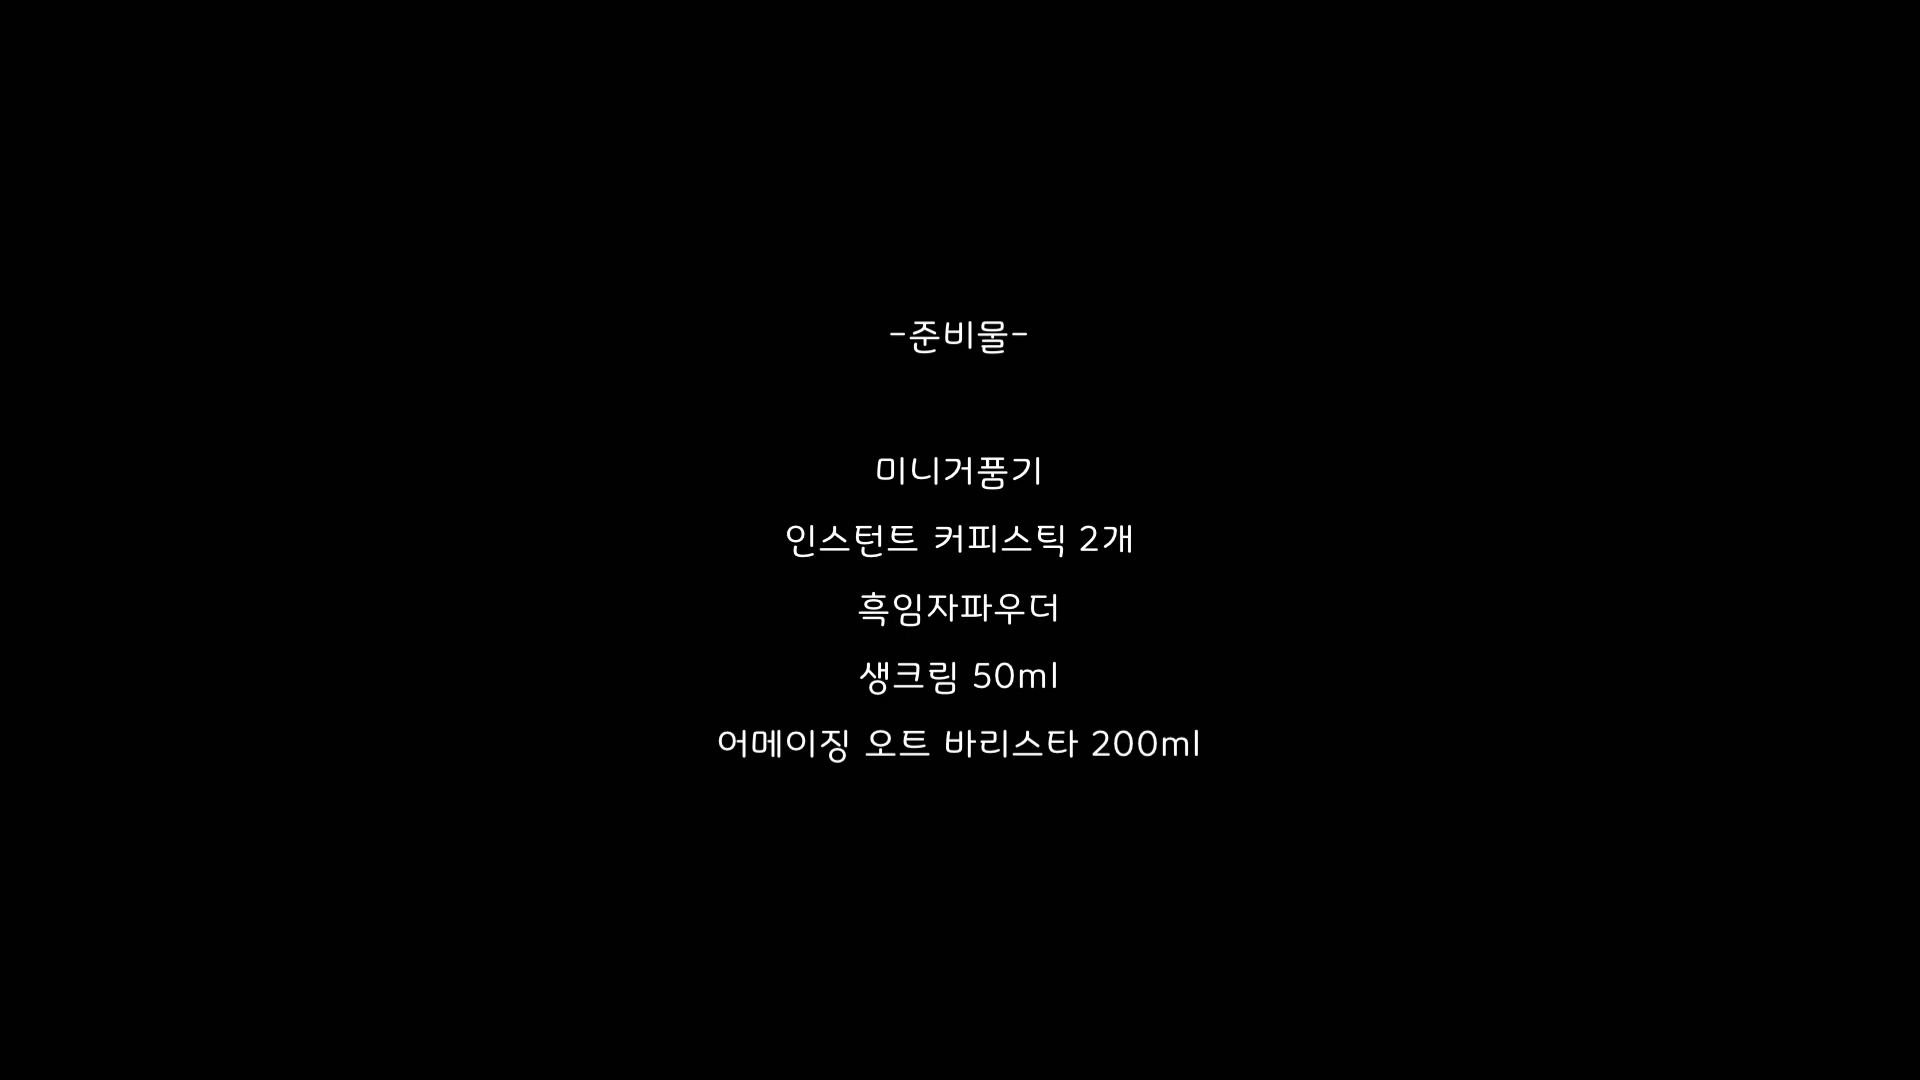 -준비물-
미니거품기
인스턴트 커피스틱 2개
흑임자파우더
생크림 50ml
어메이징 오트 바리스타 200ml